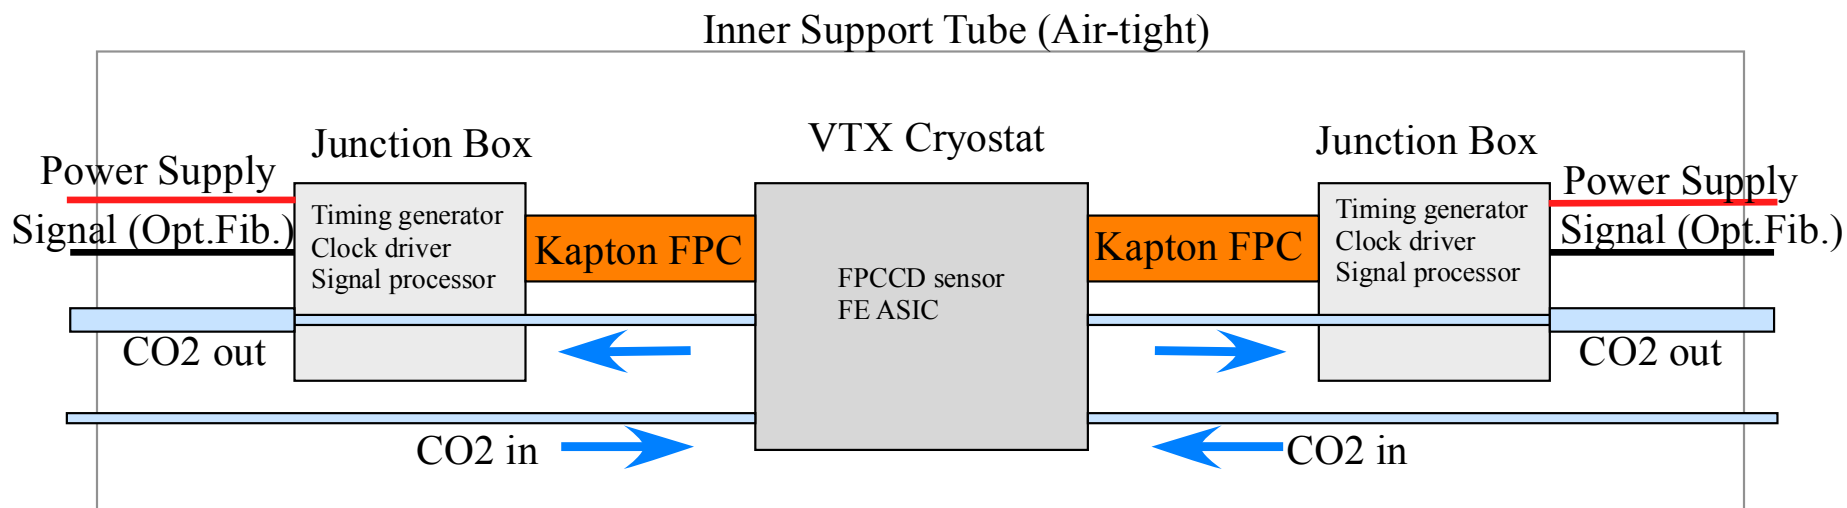 Inner Support Tube (Air-tight)
Junction Box
VTX Cryostat
Junction Box
Power Supply
Power Supply
Signal (Opt.Fib.)
Timing generator
Clock driver
Signal processor
Kapton FPC
FPCCD sensor
FE ASIC
Kapton FPC
Timing generator
Clock driver
Signal processor
Signal (Opt.Fib.)
CO2 out
CO2 out
CO2 in
CO2 in